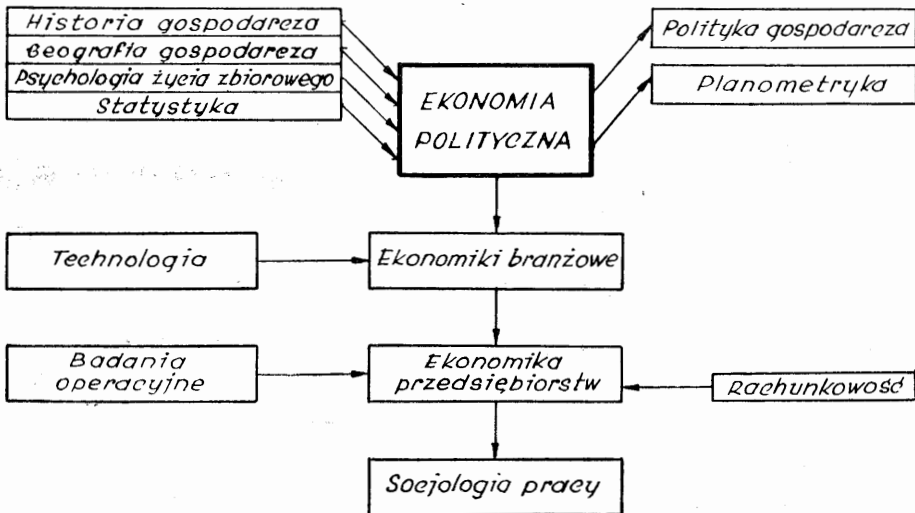 Historia gospodarcza
Geografia gospodarcza
Psychologia życia zbiorowego
Statystyka
EKONOMIA
POLITYCZNA
Polityka gospodarcza
Planometryka
Technologia
Ekonomiki branżowe
Badania
operacyjne
Ekonomika
przedsiębiorstw
Rachunkowość
Socjologia pracy